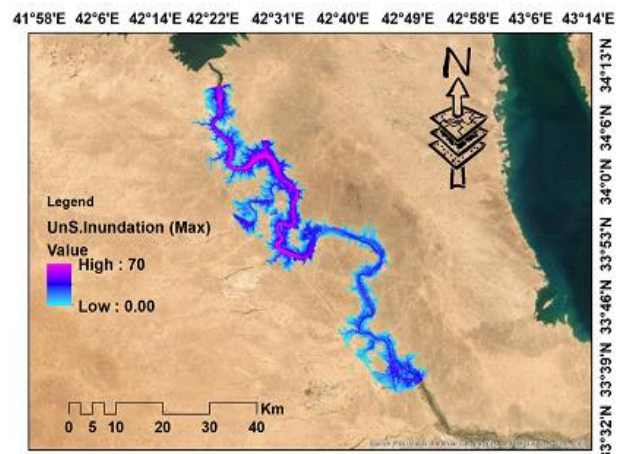 41°58'E 42°6'E 42°14'E 42°22'E 42°31'E 42°40'E 42°49'E 42°58'E 43°6'E 43°14'E
N
34°13'N
34°6'N
34°0'N
33°53'N
33°46'N
33°39'N
33°32'N
Legend
UnS.Inundation (Max)
Value
High : 70
Low : 0.00
Km
0 5 10 20 30 40